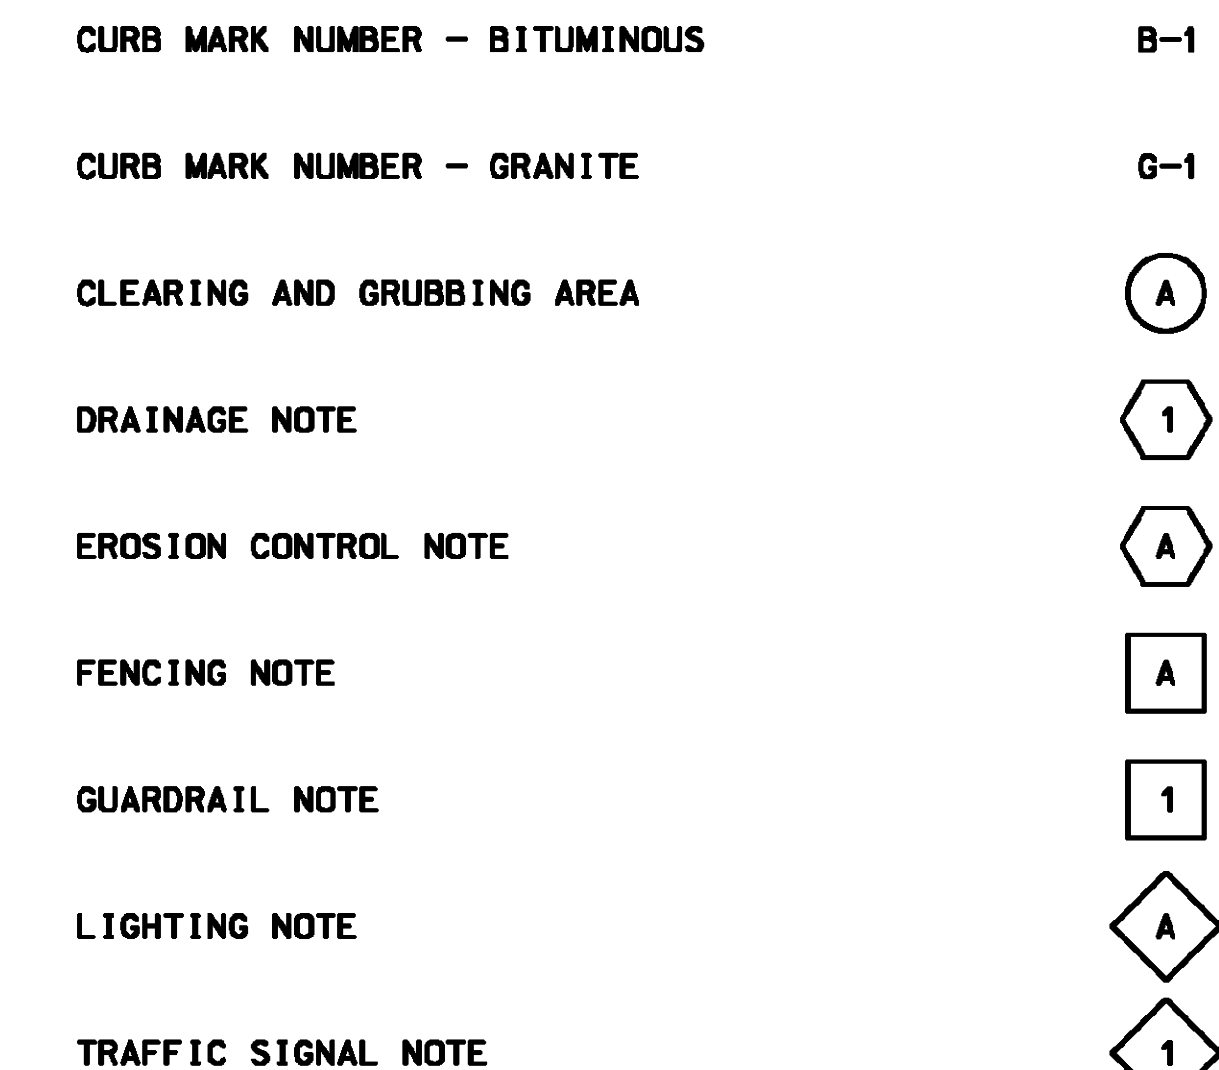 CURB MARK NUMBER – BITUMINOUS B–1
CURB MARK NUMBER – GRANITE G–1
CLEARING AND GRUBBING AREA A
DRAINAGE NOTE 1
EROSION CONTROL NOTE A
FENCING NOTE A
GUARDRAIL NOTE 1
LIGHTING NOTE A
TRAFFIC SIGNAL NOTE 1